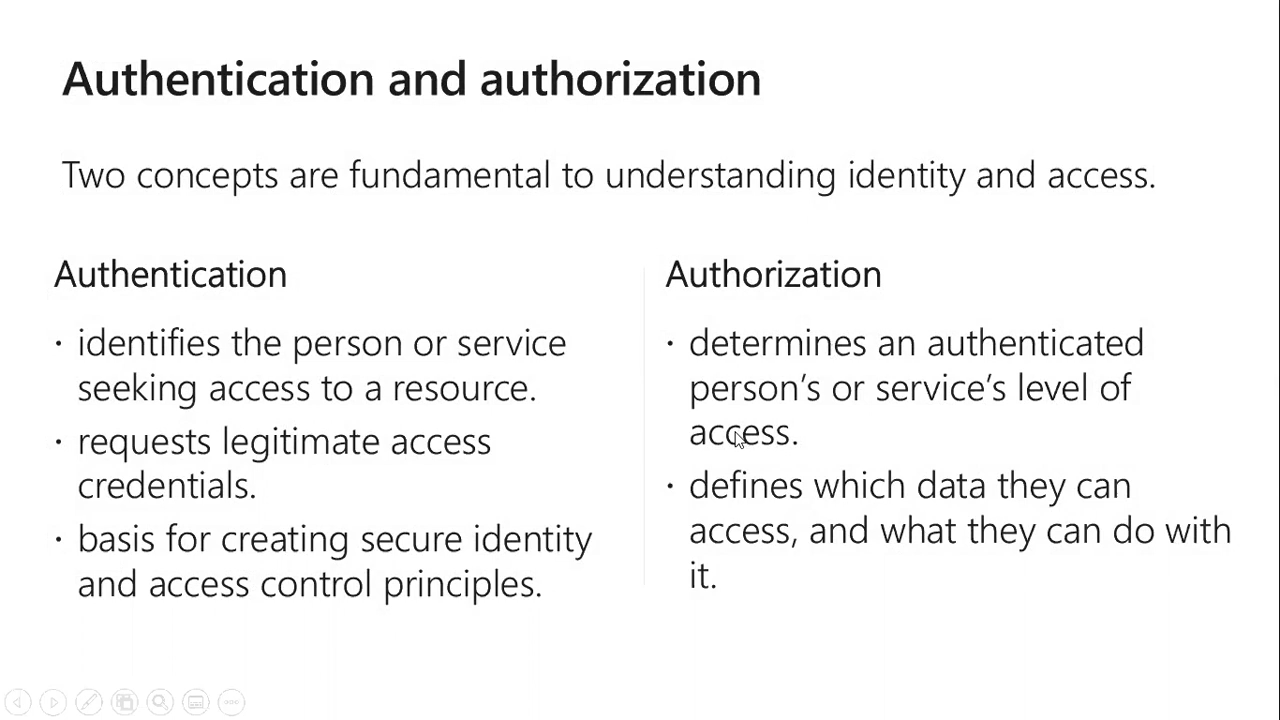 Authentication and authorization
Two concepts are fundamental to understanding identity and access.
Authentication
· identifies the person or service
seeking access to a resource.
· requests legitimate access
credentials.
· basis for creating secure identity
and access control principles.
Authorization
· determines an authenticated
person’s or service’s level of
access.
· defines which data they can
access, and what they can do with
it.